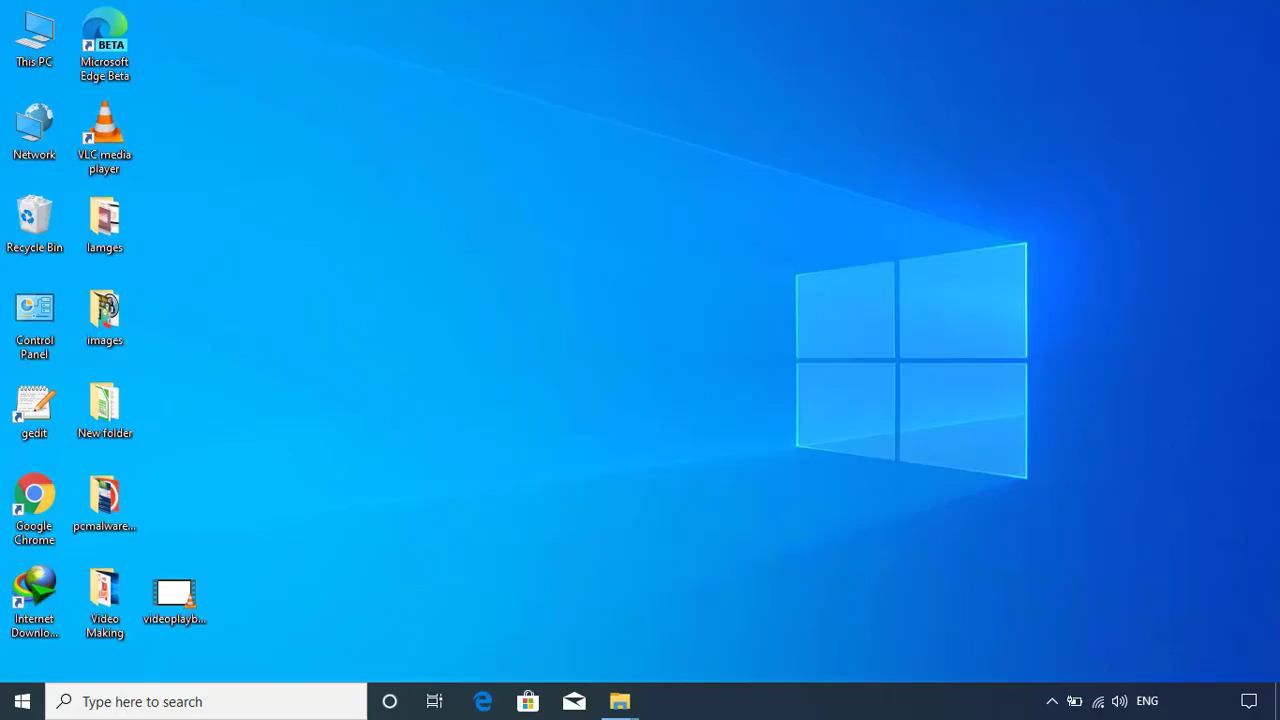 This PC
BETA
Microsoft
Edge Beta
Network
VLC media
player
Recycle Bin
Iamges
Control
Panel
images
gedit
New folder
Google
Chrome
pcmalware...
Internet
Downlo...
Video
Making
videoplayb...
Type here to search
ENG